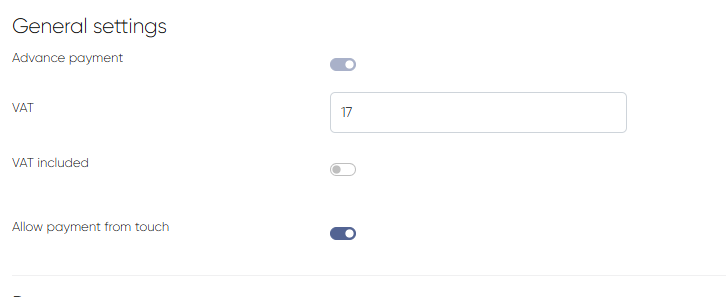 General settings
Advance payment
VAT
17
VAT included
Allow payment from touch